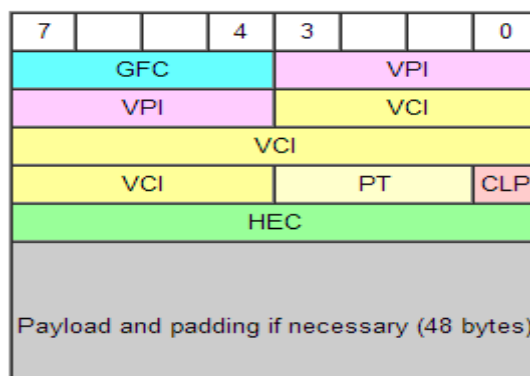 7 4 3 0
GFC VPI
VPI VCI
VCI
VCI PT CLP
HEC
Payload and padding if necessary (48 bytes)